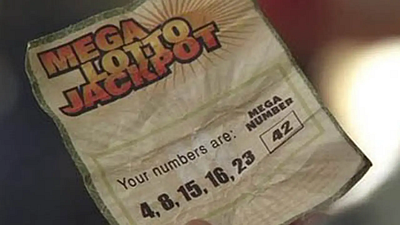 MEGA
LOTTO
JACKPOT
Your numbers are:
4, 8, 15, 16, 23
MEGA
NUMBER
42